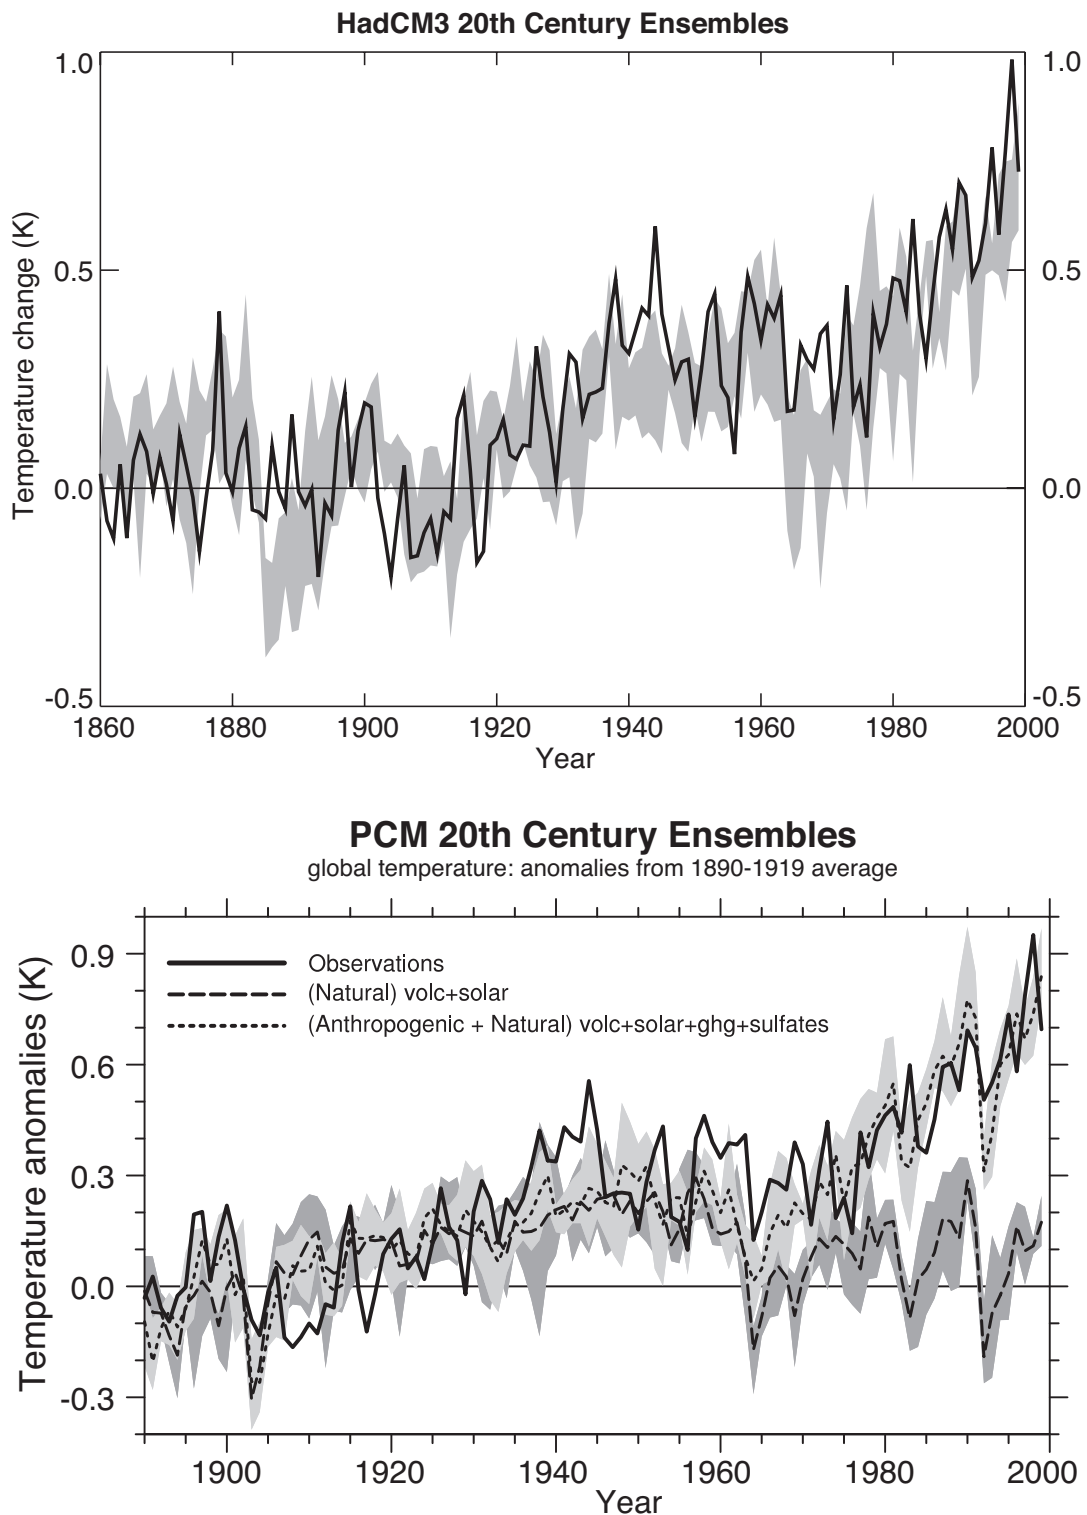 HadCM3 20th Century Ensembles
1.0 1.0
0.5 0.5
0.0 0.0
-0.5 -0.5
Temperature change (K)
1860 1880 1900 1920 1940 1960 1980 2000
Year
PCM 20th Century Ensembles
global temperature: anomalies from 1890-1919 average
Observations
(Natural) volc+solar
(Anthropogenic + Natural) volc+solar+ghg+sulfates
0.9
0.6
0.3
0.0
-0.3
Temperature anomalies (K)
1900 1920 1940 1960 1980 2000
Year